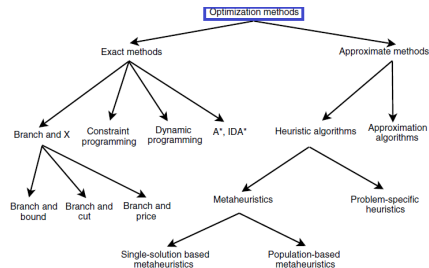 Optimization methods
Exact methods
Approximate methods
Branch and X
Constraint
programming
Dynamic
programming
A*, IDA*
Heuristic algorithms
Approximation
algorithms
Branch and
bound
Branch and
cut
Branch and
price
Metaheuristics
Problem-specific
heuristics
Single-solution based
metaheuristics
Population-based
metaheuristics